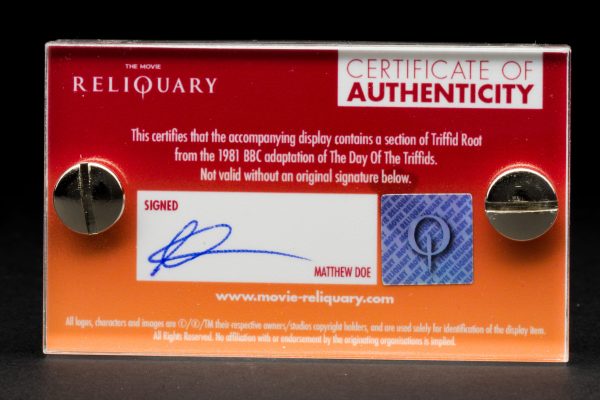 THE MOVIE
RELIQUARY
CERTIFICATE OF
AUTHENTICITY
This certifies that the accompanying display contains a section of Triffid Root
from the 1981 BBC adaptation of The Day Of The Triffids.
Not valid without an original signature below.
SIGNED
MATTHEW DOE
www.movie-reliquary.com
All logos, characters and images are ©/®/TM their respective owners/studios copyright holders, and are used solely for identification of the display item.
All Rights Reserved. No affiliation with or endorsement by the originating organisations is implied.